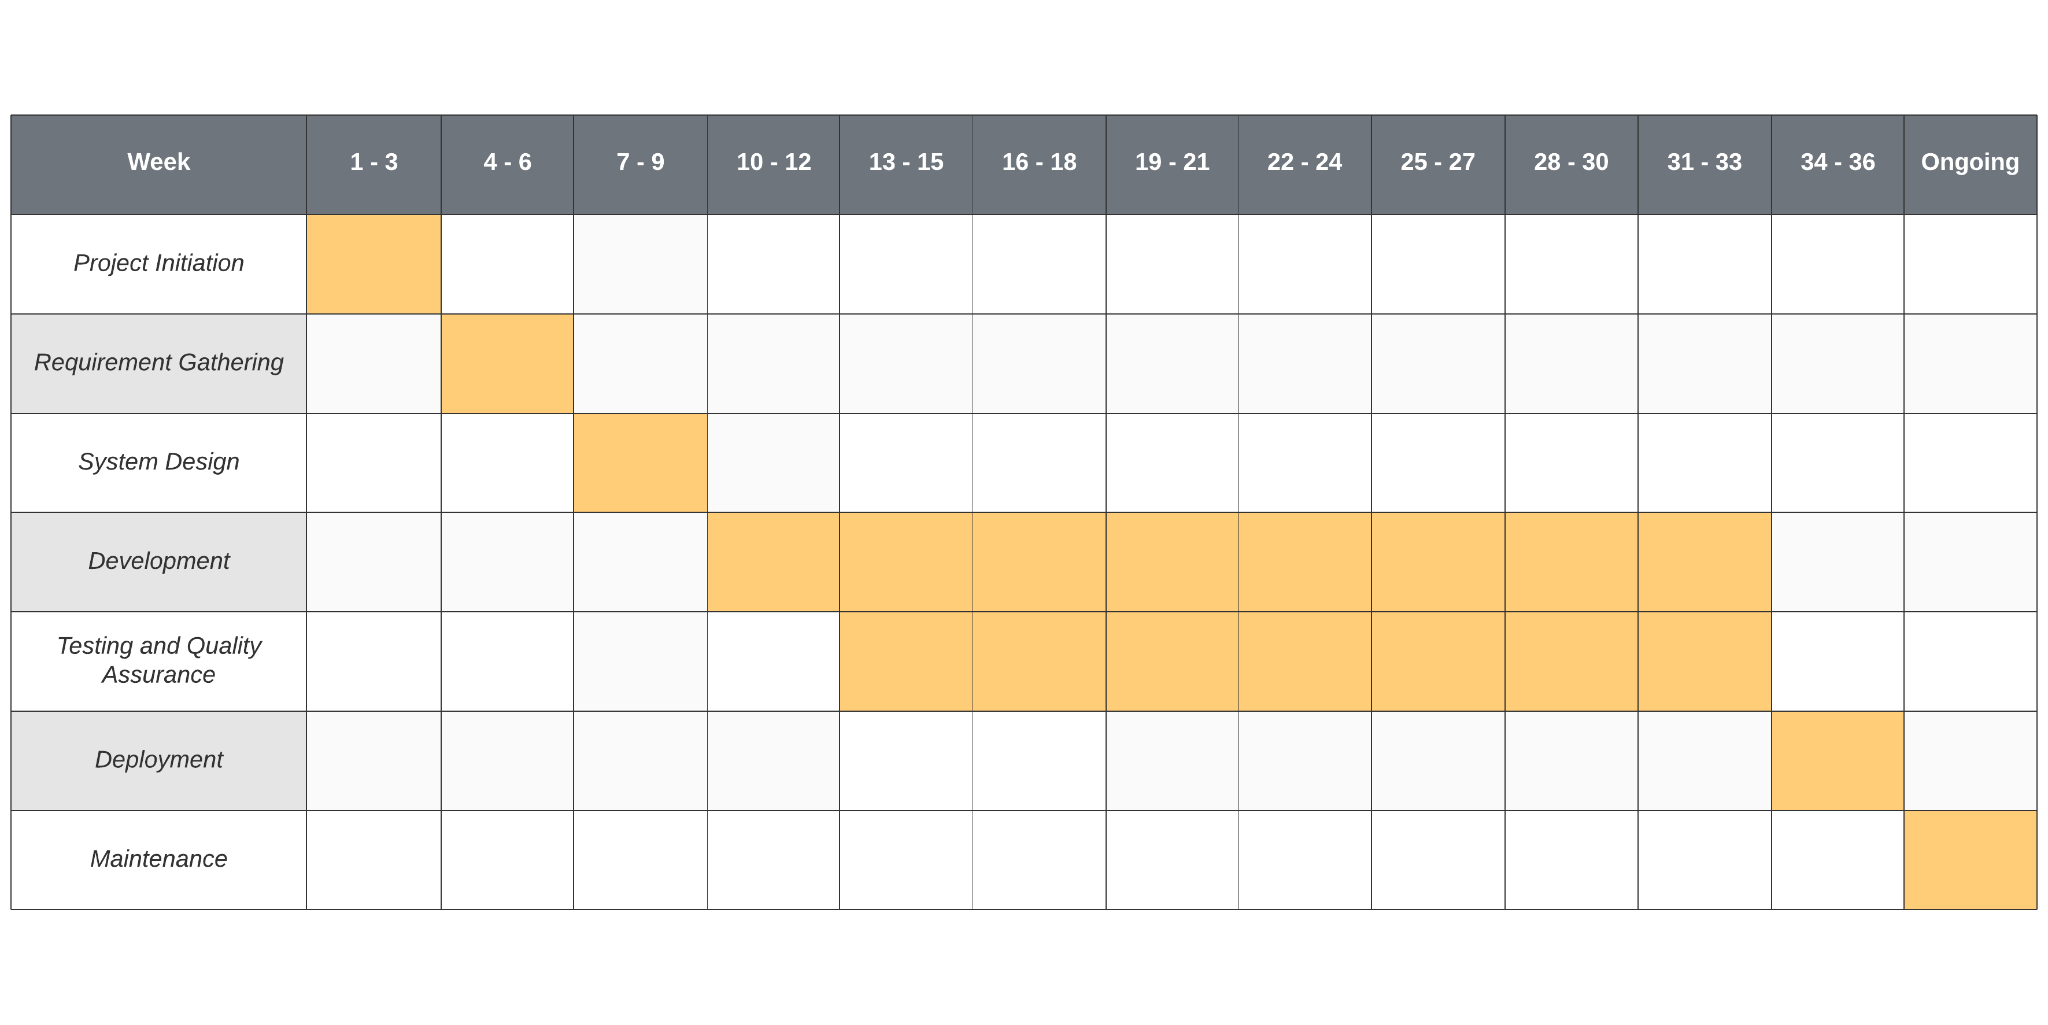 Week 1 - 3 4 - 6 7 - 9 10 - 12 13 - 15 16 - 18 19 - 21 22 - 24 25 - 27 28 - 30 31 - 33 34 - 36 Ongoing
Project Initiation
Requirement Gathering
System Design
Development
Testing and Quality
Assurance
Deployment
Maintenance